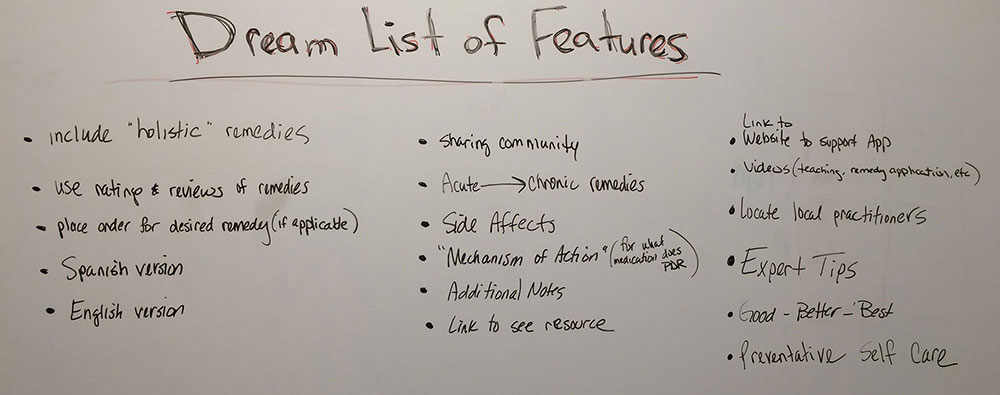 Dream List of Features
• include "holistic" remedies
• use rating & reviews of remedies
• place order for desired remedy (if applicable)
• Spanish version
• English version
• sharing community
• Acute → chronic remedies
• Side Affects
• "Mechanism of Action" (for what
medication does
PDR)
• Additional Notes
• Link to see resource
Link to
• Website to support App
• Videos (teaching, remedy application, etc)
• Locate local practitioners
• Expert Tips
• Good - Better - Best
• Preventative Self Care